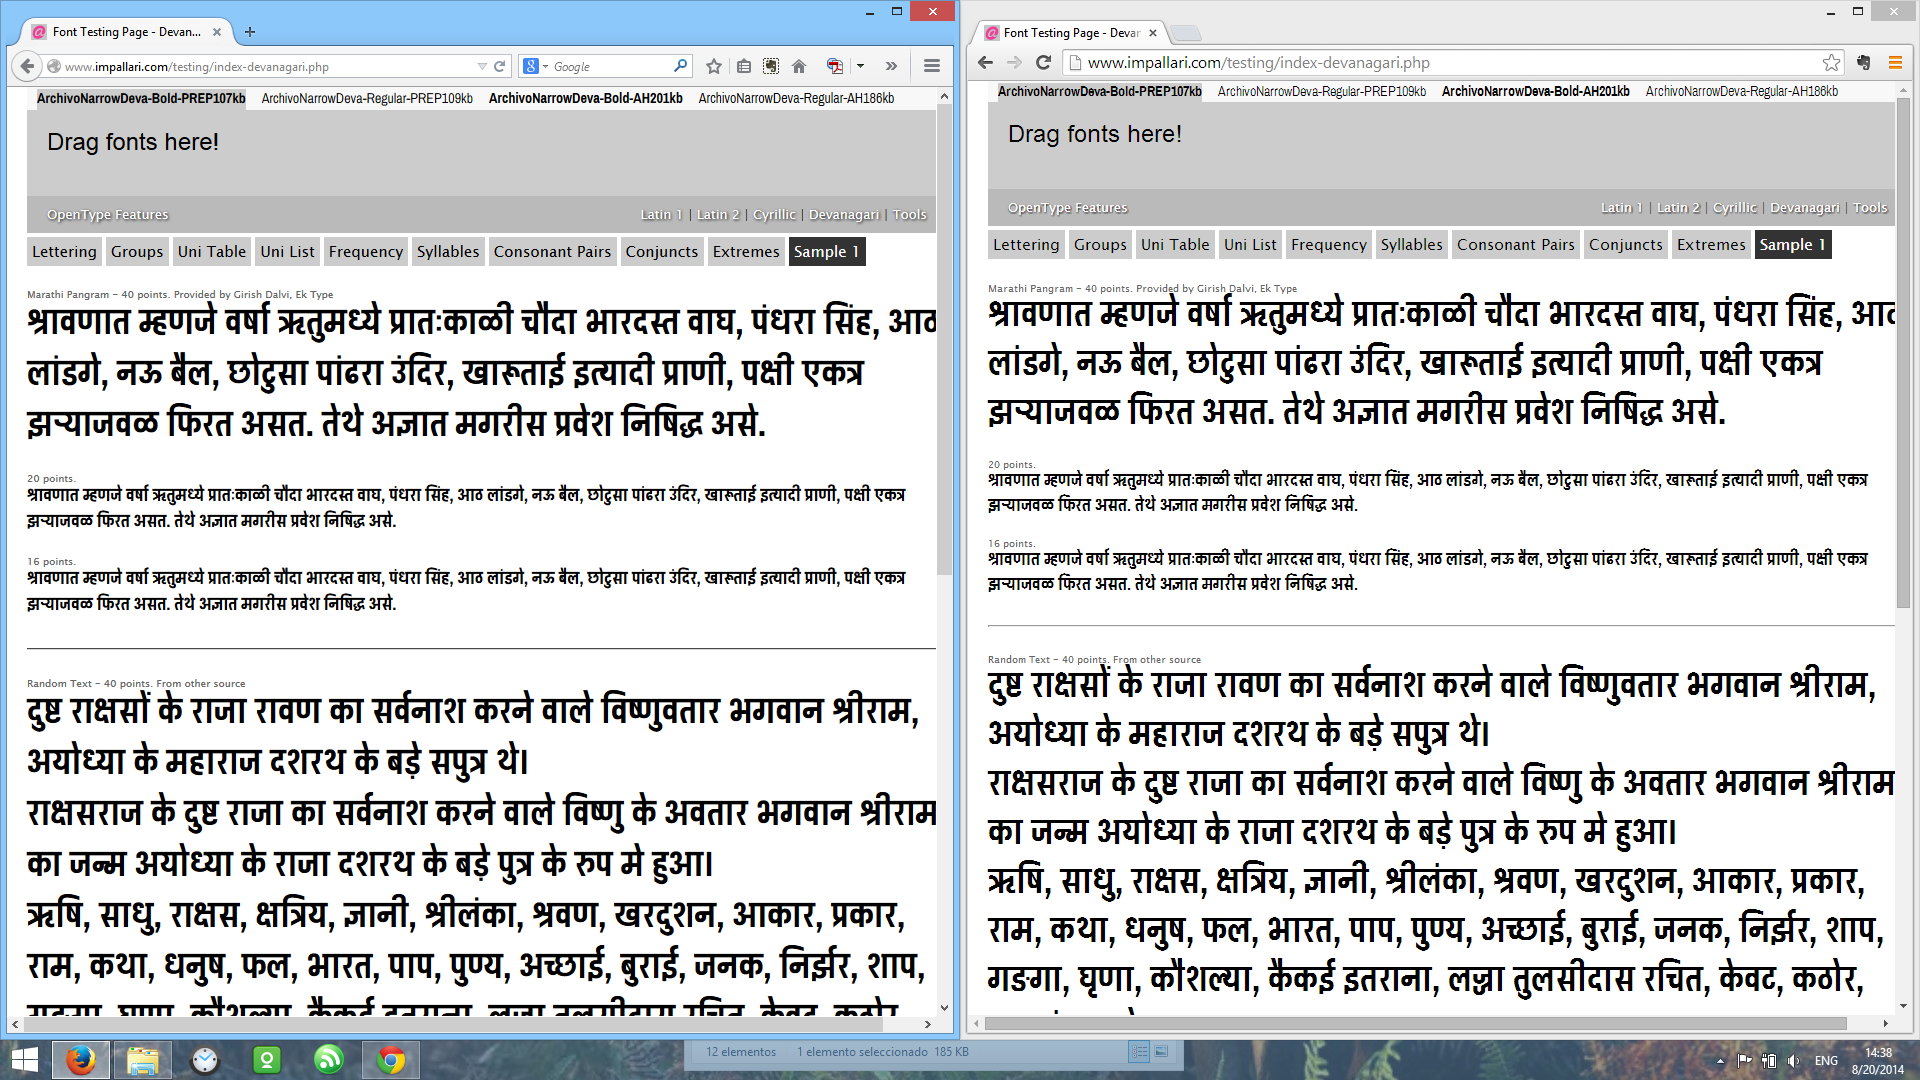 Font Testing Page - Devan...
www.impallari.com/testing/index-devanagari.php
Google
ArchivoNarrowDeva-Bold-PREP107kb ArchivoNarrowDeva-Regular-PREP109kb ArchivoNarrowDeva-Bold-AH201kb ArchivoNarrowDeva-Regular-AH186kb
Drag fonts here!
OpenType Features Latin 1 | Latin 2 | Cyrillic | Devanagari | Tools
Lettering Groups Uni Table Uni List Frequency Syllables Consonant Pairs Conjuncts Extremes Sample 1
Marathi Pangram - 40 points. Provided by Girish Dalvi, Ek Type
श्रावणात म्हणजे वर्षा ऋतुमध्ये प्रातःकाळी चौदा भारदस्त वाघ, पंधरा सिंह, आठ
लांडगे, नऊ बैल, छोटुसा पांढरा उंदिर, खारूताई इत्यादी प्राणी, पक्षी एकत्र
झऱ्याजवळ फिरत असत. तेथे अज्ञात मगरीस प्रवेश निषिद्ध असे.
20 points.
श्रावणात म्हणजे वर्षा ऋतुमध्ये प्रातःकाळी चौदा भारदस्त वाघ, पंधरा सिंह, आठ लांडगे, नऊ बैल, छोटुसा पांढरा उंदिर, खारूताई इत्यादी प्राणी, पक्षी एकत्र
झऱ्याजवळ फिरत असत. तेथे अज्ञात मगरीस प्रवेश निषिद्ध असे.
16 points.
श्रावणात म्हणजे वर्षा ऋतुमध्ये प्रातःकाळी चौदा भारदस्त वाघ, पंधरा सिंह, आठ लांडगे, नऊ बैल, छोटुसा पांढरा उंदिर, खारूताई इत्यादी प्राणी, पक्षी एकत्र
झऱ्याजवळ फिरत असत. तेथे अज्ञात मगरीस प्रवेश निषिद्ध असे.
Random Text - 40 points. From other source
दुष्ट राक्षसों के राजा रावण का सर्वनाश करने वाले विष्णुवतार भगवान श्रीराम,
अयोध्या के महाराज दशरथ के बड़े सपुत्र थे।
राक्षसराज के दुष्ट राजा का सर्वनाश करने वाले विष्णु के अवतार भगवान श्रीराम
का जन्म अयोध्या के राजा दशरथ के बड़े पुत्र के रुप मे हुआ।
ऋषि, साधु, राक्षस, क्षत्रिय, ज्ञानी, श्रीलंका, श्रवण, खरदुशन, आकार, प्रकार,
राम, कथा, धनुष, फल, भारत, पाप, पुण्य, अच्छाई, बुराई, जनक, निर्झर, शाप,
गङगा, घृणा, कौशल्या, कैकई इतराना, लज्जा तुलसीदास रचित, केवट, कठोर,
Font Testing Page - Devan
www.impallari.com/testing/index-devanagari.php
ArchivoNarrowDeva-Bold-PREP107kb ArchivoNarrowDeva-Regular-PREP109kb ArchivoNarrowDeva-Bold-AH201kb ArchivoNarrowDeva-Regular-AH186kb
Drag fonts here!
OpenType Features Latin 1 | Latin 2 | Cyrillic | Devanagari | Tools
Lettering Groups Uni Table Uni List Frequency Syllables Consonant Pairs Conjuncts Extremes Sample 1
Marathi Pangram - 40 points. Provided by Girish Dalvi, Ek Type
श्रावणात म्हणजे वर्षा ऋतुमध्ये प्रातःकाळी चौदा भारदस्त वाघ, पंधरा सिंह, आठ
लांडगे, नऊ बैल, छोटुसा पांढरा उंदिर, खारूताई इत्यादी प्राणी, पक्षी एकत्र
झऱ्याजवळ फिरत असत. तेथे अज्ञात मगरीस प्रवेश निषिद्ध असे.
20 points.
श्रावणात म्हणजे वर्षा ऋतुमध्ये प्रातःकाळी चौदा भारदस्त वाघ, पंधरा सिंह, आठ लांडगे, नऊ बैल, छोटुसा पांढरा उंदिर, खारूताई इत्यादी प्राणी, पक्षी एकत्र
झऱ्याजवळ फिरत असत. तेथे अज्ञात मगरीस प्रवेश निषिद्ध असे.
16 points.
श्रावणात म्हणजे वर्षा ऋतुमध्ये प्रातःकाळी चौदा भारदस्त वाघ, पंधरा सिंह, आठ लांडगे, नऊ बैल, छोटुसा पांढरा उंदिर, खारूताई इत्यादी प्राणी, पक्षी एकत्र
झऱ्याजवळ फिरत असत. तेथे अज्ञात मगरीस प्रवेश निषिद्ध असे.
Random Text - 40 points. From other source
दुष्ट राक्षसों के राजा रावण का सर्वनाश करने वाले विष्णुवतार भगवान श्रीराम,
अयोध्या के महाराज दशरथ के बड़े सपुत्र थे।
राक्षसराज के दुष्ट राजा का सर्वनाश करने वाले विष्णु के अवतार भगवान श्रीराम
का जन्म अयोध्या के राजा दशरथ के बड़े पुत्र के रुप मे हुआ।
ऋषि, साधु, राक्षस, क्षत्रिय, ज्ञानी, श्रीलंका, श्रवण, खरदुशन, आकार, प्रकार,
राम, कथा, धनुष, फल, भारत, पाप, पुण्य, अच्छाई, बुराई, जनक, निर्झर, शाप,
गङगा, घृणा, कौशल्या, कैकई इतराना, लज्जा तुलसीदास रचित, केवट, कठोर,
12 elementos 1 elemento seleccionado 185 KB
ENG
14:38
8/20/2014